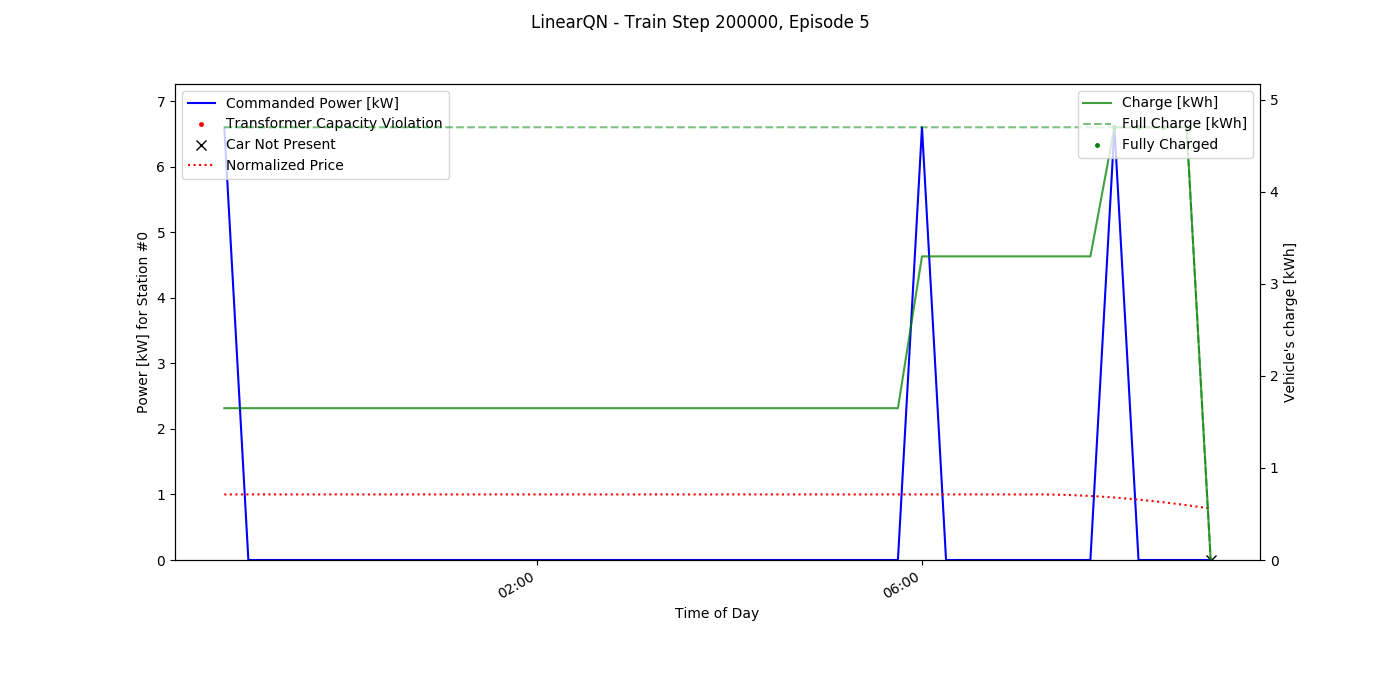 LinearQN - Train Step 200000, Episode 5
Commanded Power [kW]
Transformer Capacity Violation
Car Not Present
Normalized Price
Charge [kWh]
Full Charge [kWh]
Fully Charged
7
6
5
4
3
2
1
0
Power [kW] for Station #0
5
4
3
2
1
0
Vehicle's charge [kWh]
02:00
06:00
Time of Day